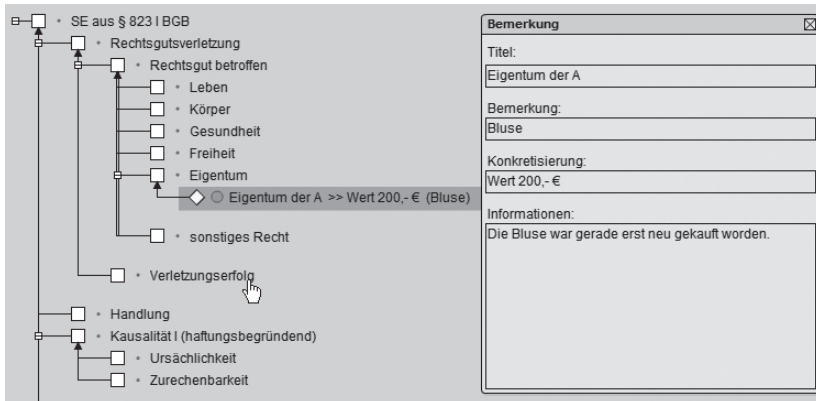 SE aus § 823 I BGB
Rechtsgutsverletzung
Rechtsgut betroffen
Leben
Körper
Gesundheit
Freiheit
Eigentum
Eigentum der A >> Wert 200,- € (Bluse)
sonstiges Recht
Verletzungserfolg
Handlung
Kausalität I (haftungsbegründend)
Ursächlichkeit
Zurechenbarkeit
Bemerkung
Titel:
Eigentum der A
Bemerkung:
Bluse
Konkretisierung:
Wert 200,- €
Informationen:
Die Bluse war gerade erst neu gekauft worden.